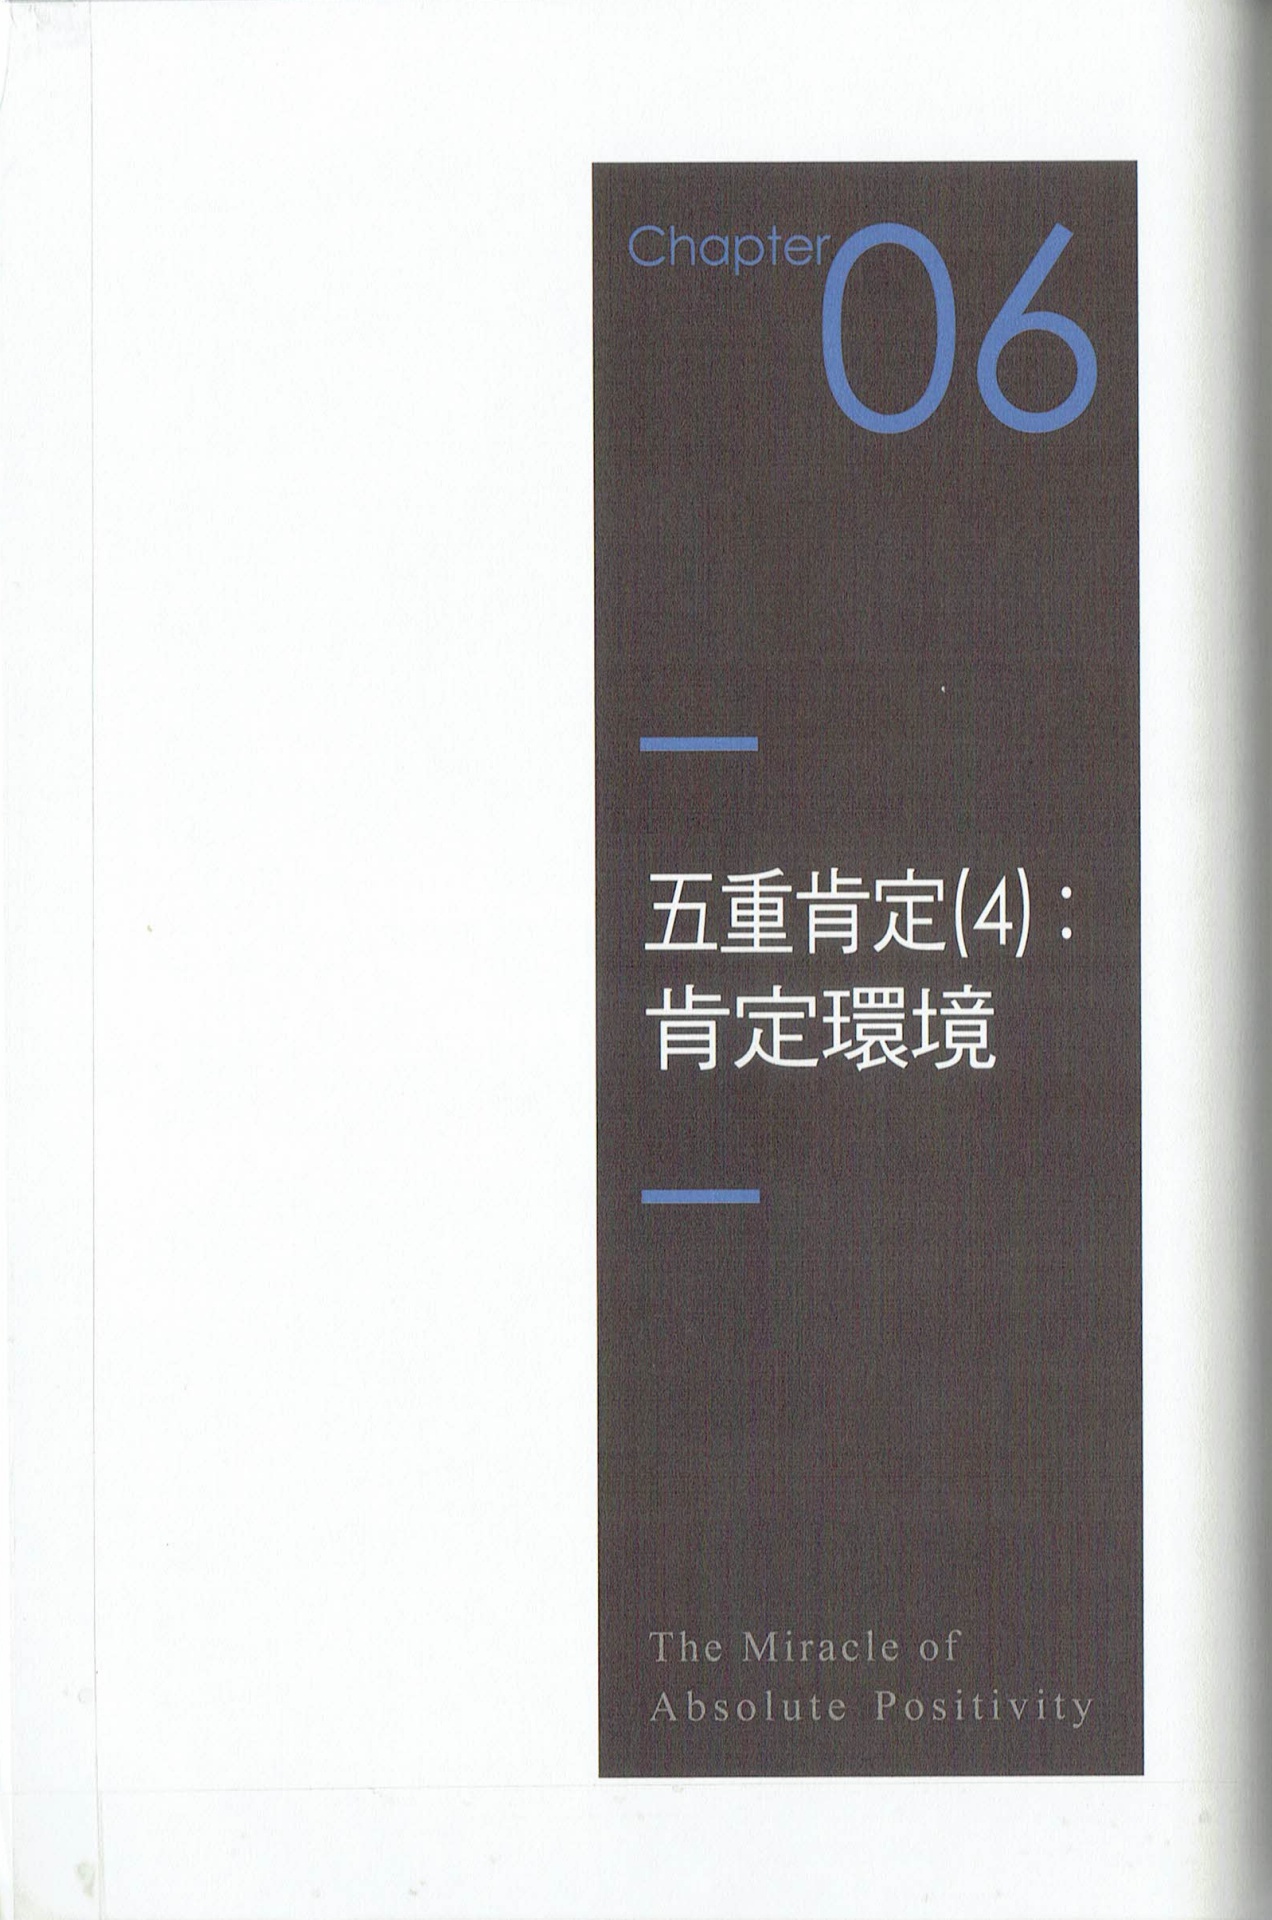 Chapter 06
五重肯定(4)：
肯定環境
The Miracle of
Absolute Positivity